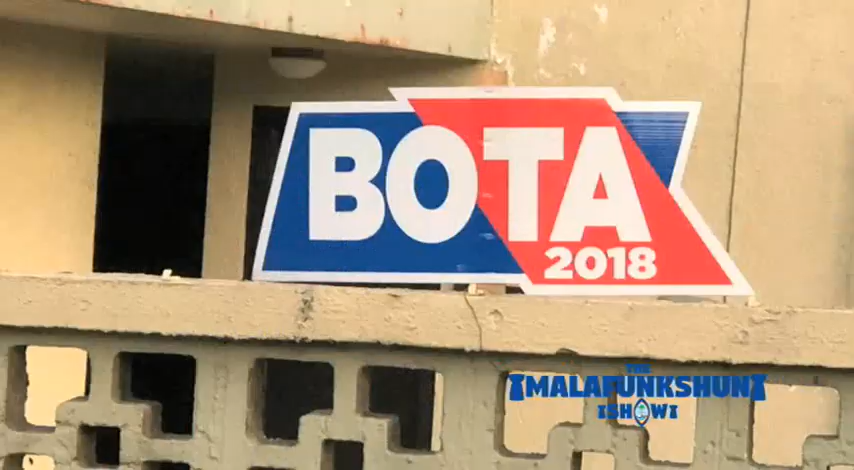 BOTA
2018
THE
MALAFUNKSHUN
SHOW